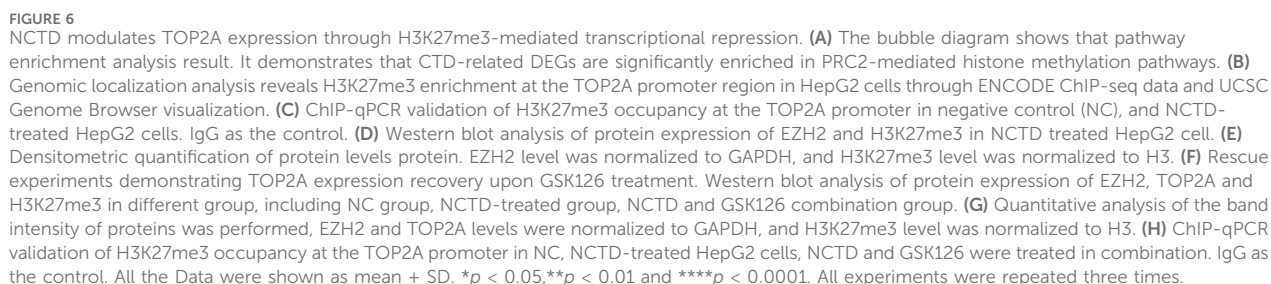 FIGURE 6
NCTD modulates TOP2A expression through H3K27me3-mediated transcriptional repression. (A) The bubble diagram shows that pathway
enrichment analysis result. It demonstrates that CTD-related DEGs are significantly enriched in PRC2-mediated histone methylation pathways. (B)
Genomic localization analysis reveals H3K27me3 enrichment at the TOP2A promoter region in HepG2 cells through ENCODE ChIP-seq data and UCSC
Genome Browser visualization. (C) ChIP-qPCR validation of H3K27me3 occupancy at the TOP2A promoter in negative control (NC), and NCTD-
treated HepG2 cells. IgG as the control. (D) Western blot analysis of protein expression of EZH2 and H3K27me3 in NCTD treated HepG2 cell. (E)
Densitometric quantification of protein levels protein. EZH2 level was normalized to GAPDH, and H3K27me3 level was normalized to H3. (F) Rescue
experiments demonstrating TOP2A expression recovery upon GSK126 treatment. Western blot analysis of protein expression of EZH2, TOP2A and
H3K27me3 in different group, including NC group, NCTD-treated group, NCTD and GSK126 combination group. (G) Quantitative analysis of the band
intensity of proteins was performed, EZH2 and TOP2A levels were normalized to GAPDH, and H3K27me3 level was normalized to H3. (H) ChIP-qPCR
validation of H3K27me3 occupancy at the TOP2A promoter in NC, NCTD-treated HepG2 cells, NCTD and GSK126 were treated in combination. IgG as
the control. All the Data were shown as mean + SD. *p < 0.05,**p < 0.01 and ****p < 0.0001. All experiments were repeated three times.